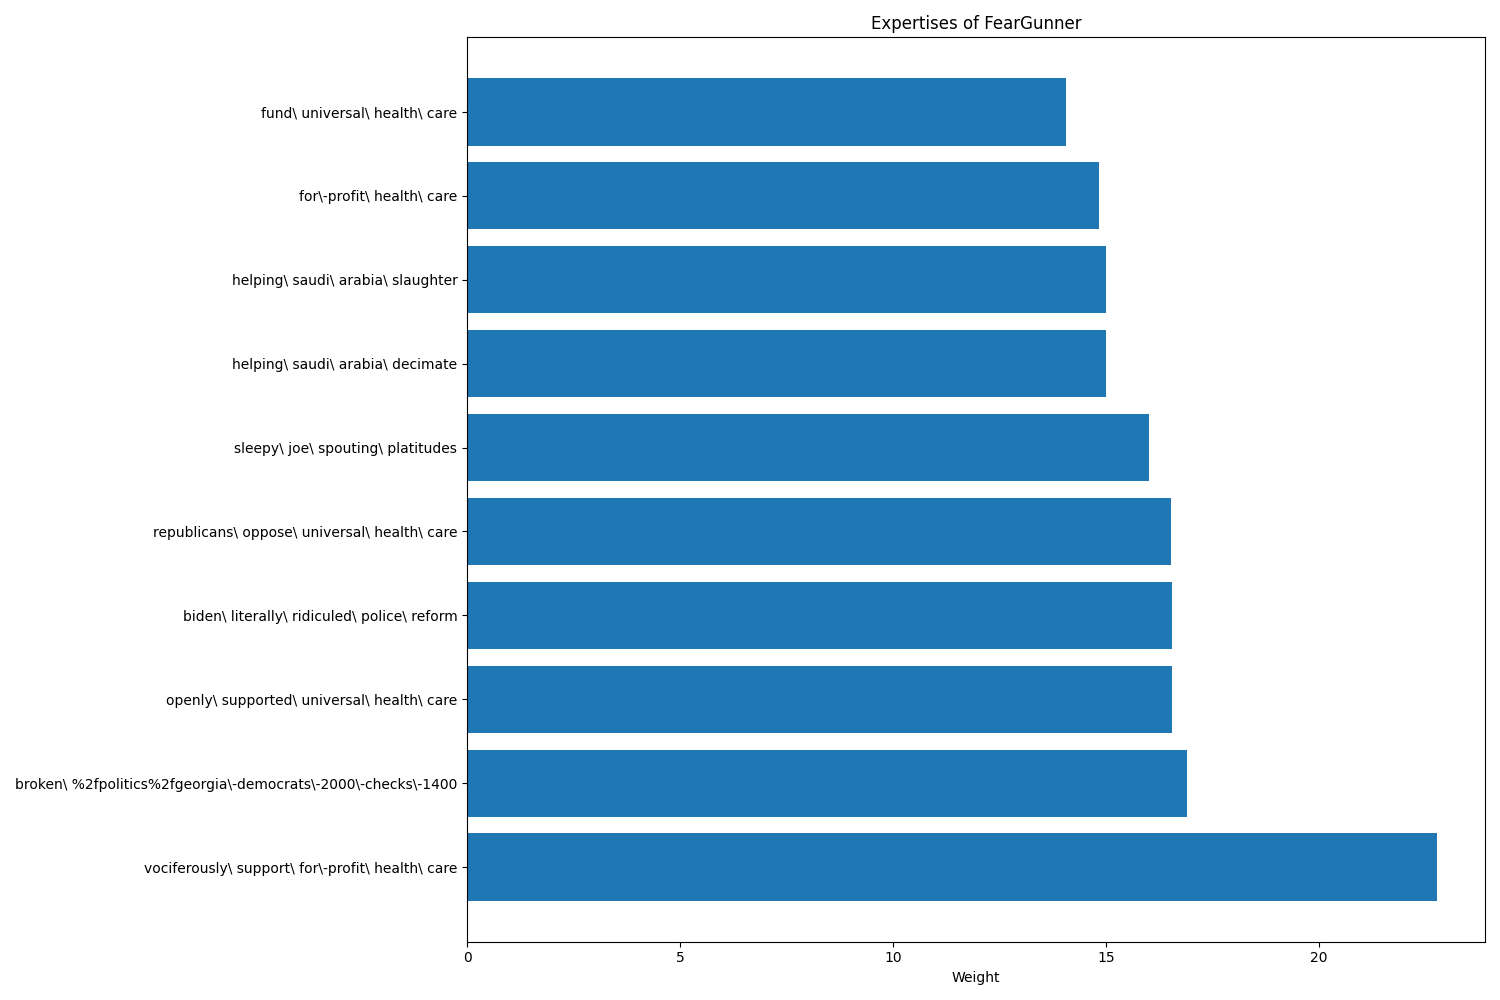 Expertises of FearGunner
fund\ universal\ health\ care
for\-profit\ health\ care
helping\ saudi\ arabia\ slaughter
helping\ saudi\ arabia\ decimate
sleepy\ joe\ spouting\ platitudes
republicans\ oppose\ universal\ health\ care
biden\ literally\ ridiculed\ police\ reform
openly\ supported\ universal\ health\ care
broken\ %2fpolitics%2fgeorgia\-democrats\-2000\-checks\-1400
vociferously\ support\ for\-profit\ health\ care
0 5 10 15 20
Weight